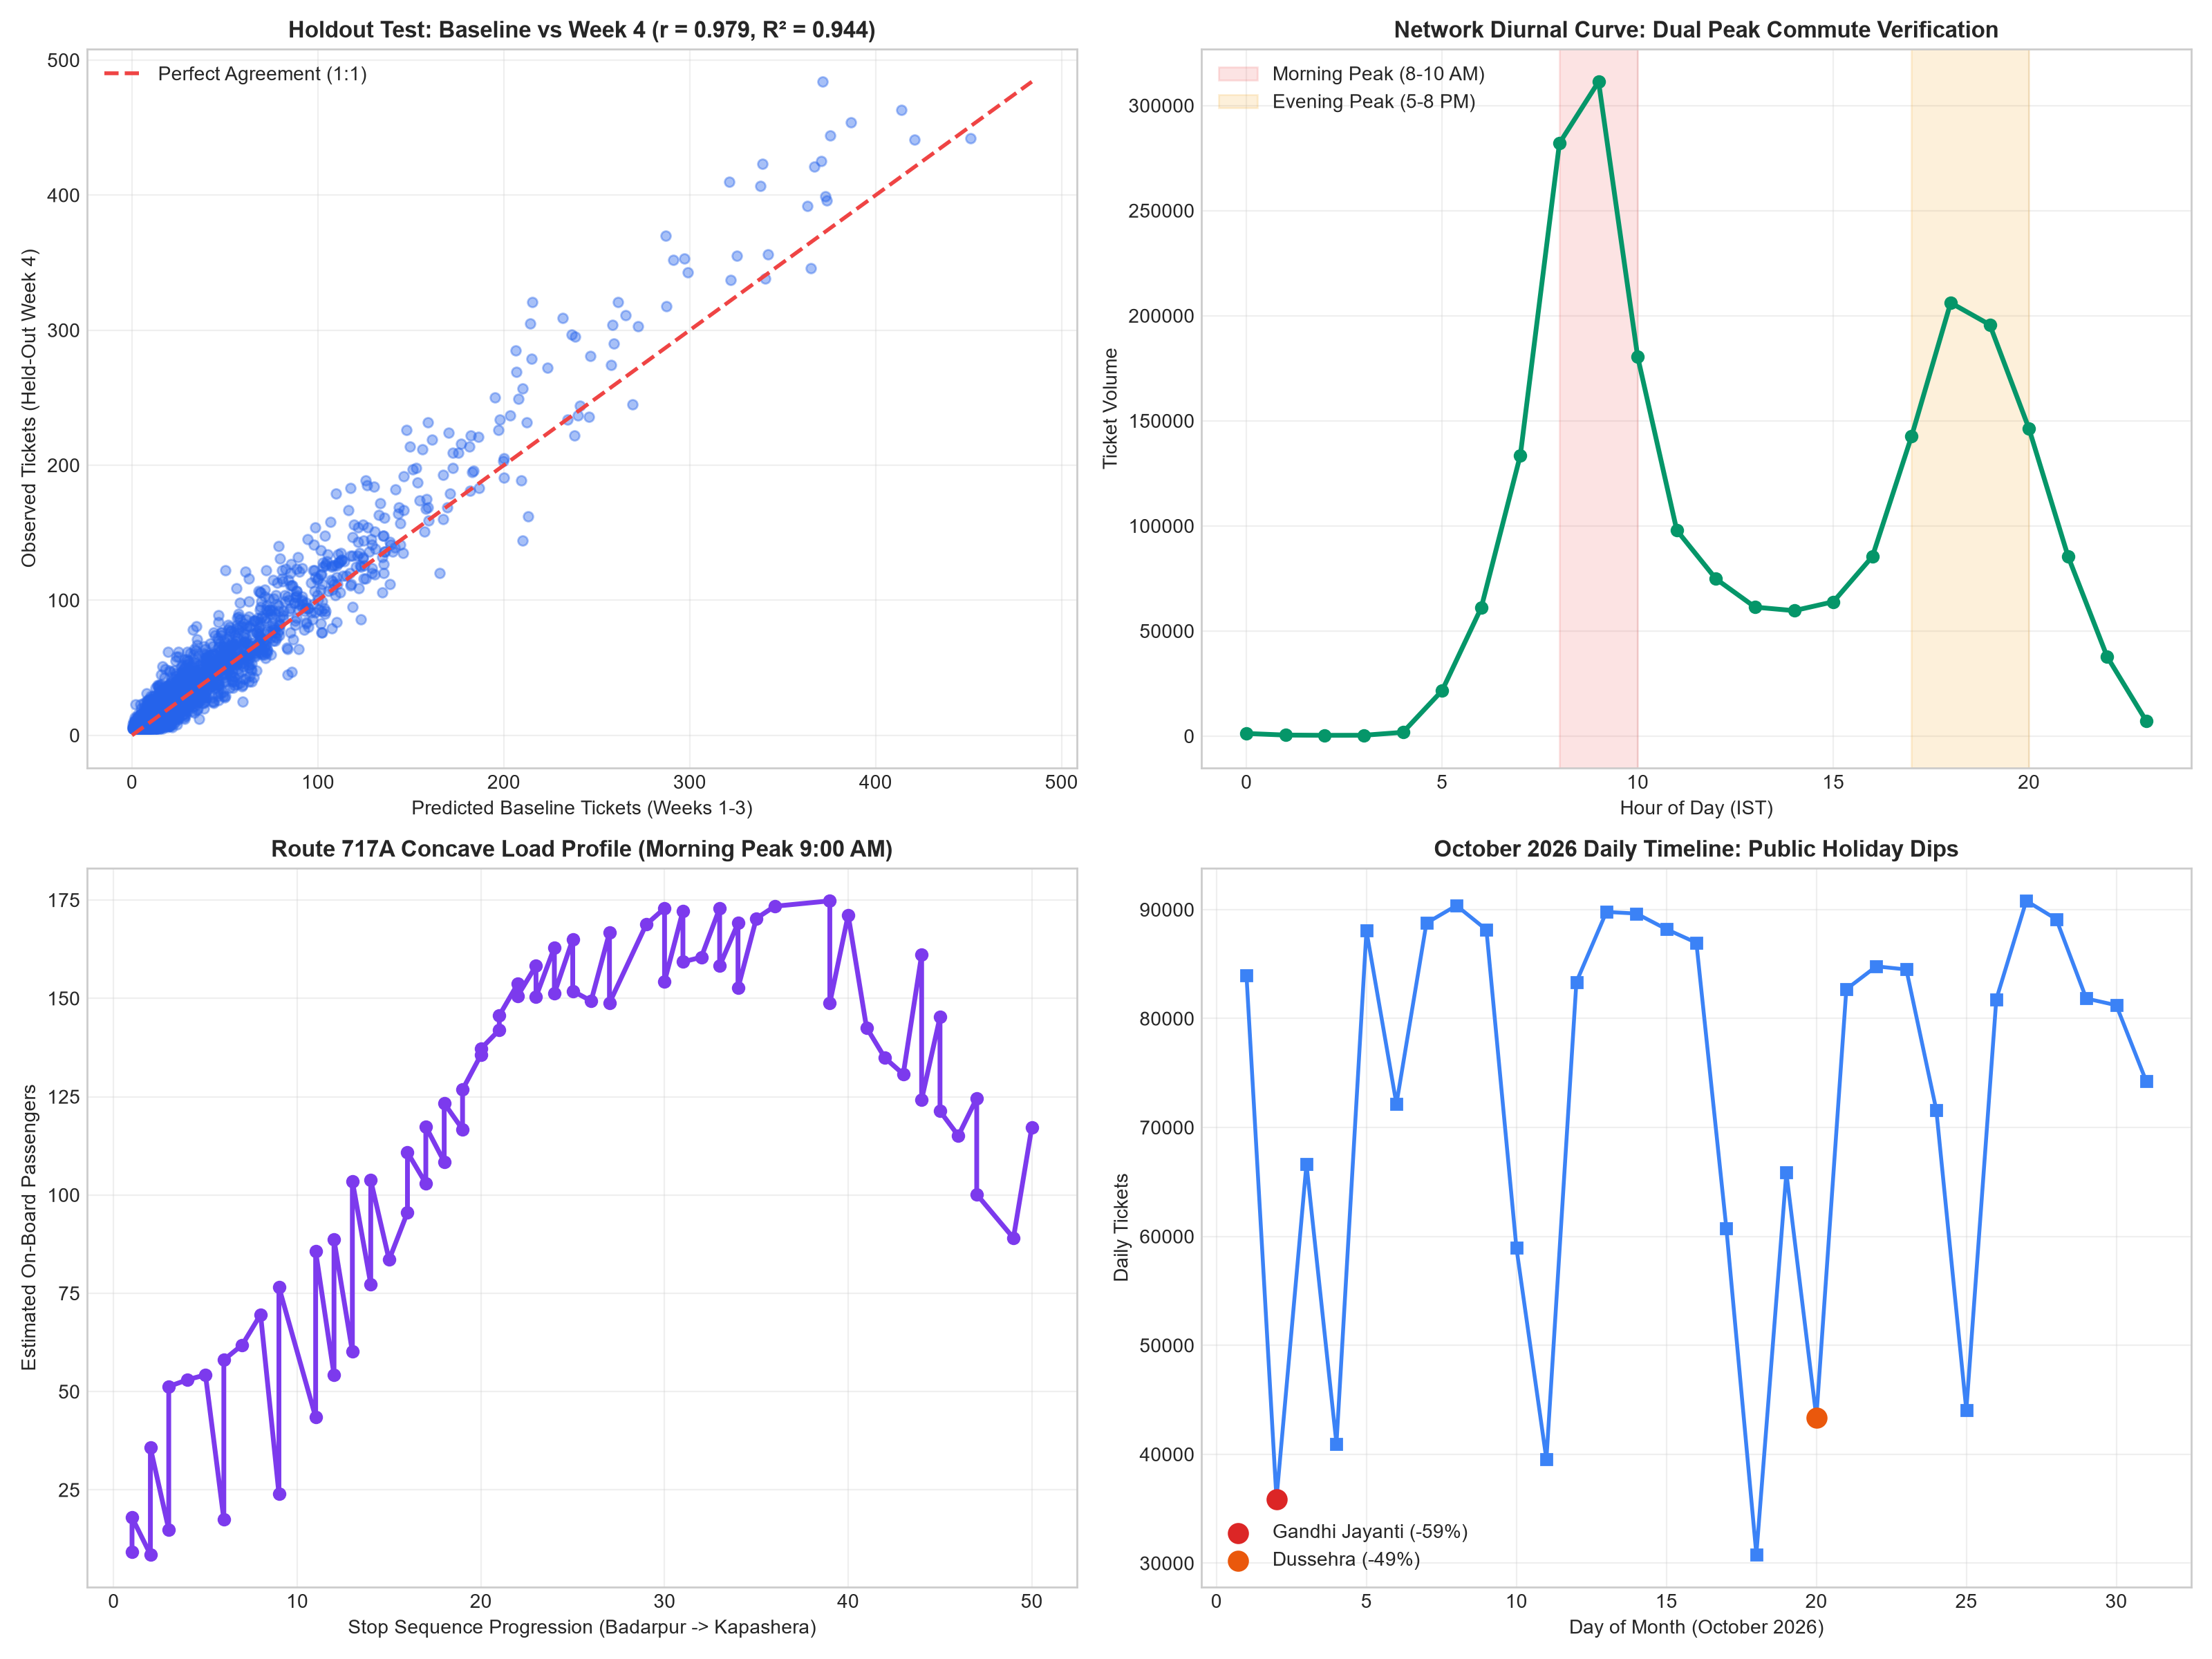 Holdout Test: Baseline vs Week 4 (r = 0.979, R² = 0.944)
Perfect Agreement (1:1)
Observed Tickets (Held-Out Week 4)
500
400
300
200
100
0
0 100 200 300 400 500
Predicted Baseline Tickets (Weeks 1-3)
Network Diurnal Curve: Dual Peak Commute Verification
Morning Peak (8-10 AM)
Evening Peak (5-8 PM)
Ticket Volume
300000
250000
200000
150000
100000
50000
0
0 5 10 15 20
Hour of Day (IST)
Route 717A Concave Load Profile (Morning Peak 9:00 AM)
Estimated On-Board Passengers
175
150
125
100
75
50
25
0 10 20 30 40 50
Stop Sequence Progression (Badarpur -> Kapashera)
October 2026 Daily Timeline: Public Holiday Dips
Daily Tickets
90000
80000
70000
60000
50000
40000
30000
Gandhi Jayanti (-59%)
Dussehra (-49%)
0 5 10 15 20 25 30
Day of Month (October 2026)